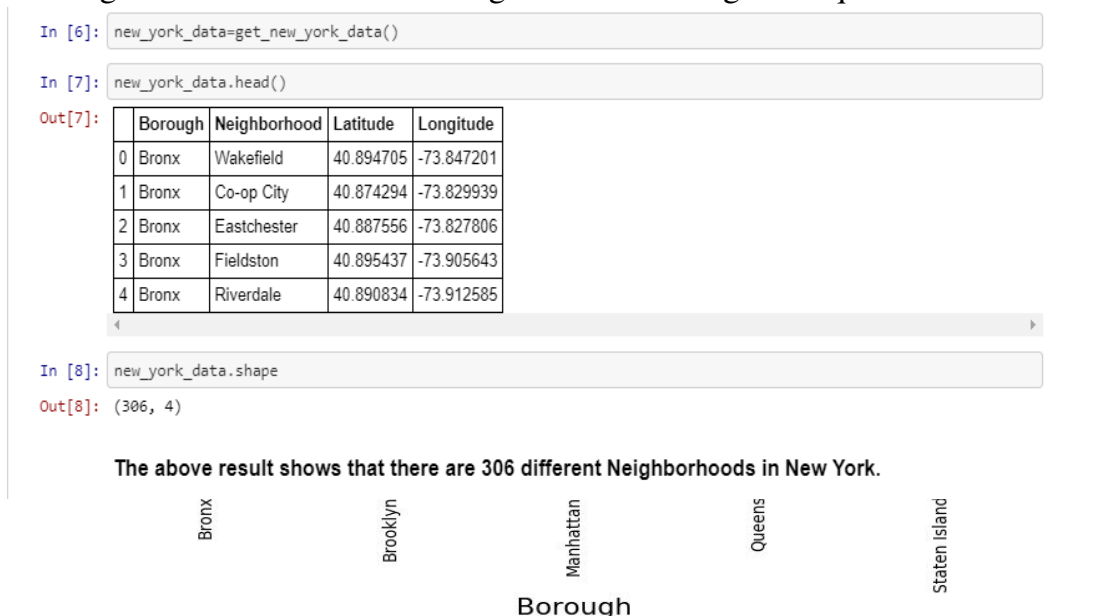 In [6]: new_york_data=get_new_york_data()
In [7]: new_york_data.head()
Out[7]:
Borough Neighborhood Latitude Longitude
0 Bronx Wakefield 40.894705 -73.847201
1 Bronx Co-op City 40.874294 -73.829939
2 Bronx Eastchester 40.887556 -73.827806
3 Bronx Fieldston 40.895437 -73.905643
4 Bronx Riverdale 40.890834 -73.912585
In [8]: new_york_data.shape
Out[8]: (306, 4)
The above result shows that there are 306 different Neighborhoods in New York.
Bronx
Brooklyn
Manhattan
Queens
Staten Island
Borough